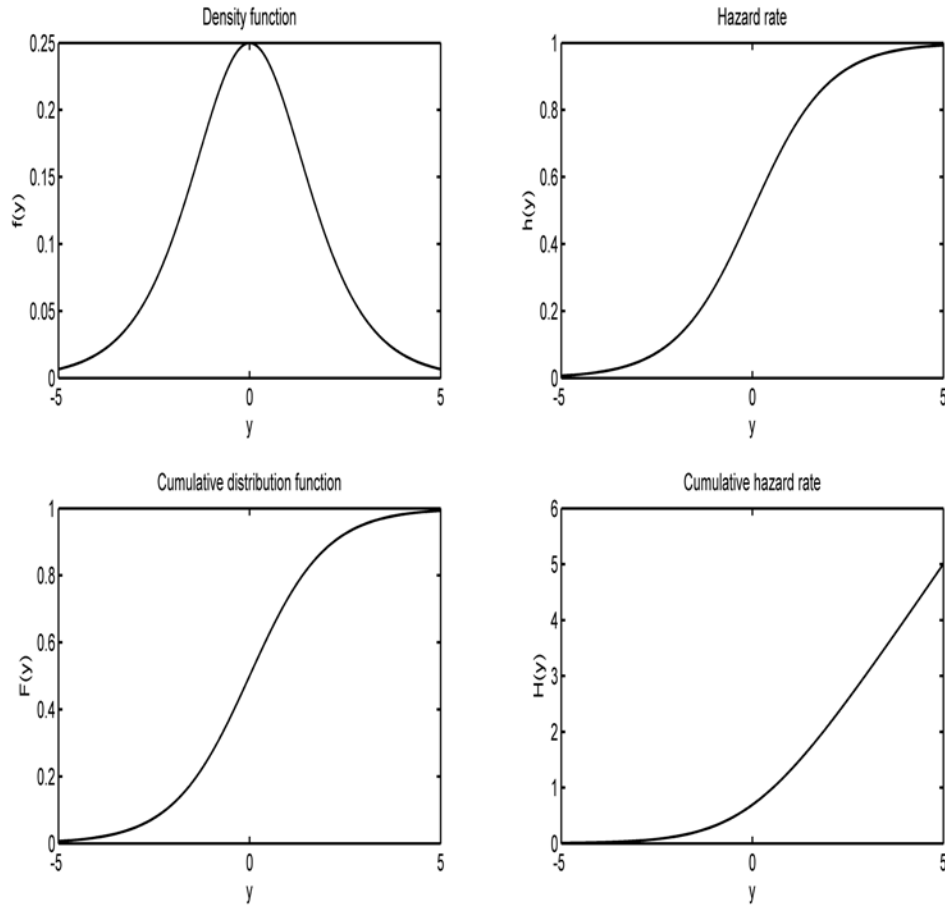 Density function
0.25
0.2
0.15
0.1
0.05
0
f(y)
-5 0 5
y
Hazard rate
1
0.8
0.6
0.4
0.2
0
h(y)
-5 0 5
y
Cumulative distribution function
1
0.8
0.6
0.4
0.2
0
F(y)
-5 0 5
y
Cumulative hazard rate
6
5
4
3
2
1
0
H(y)
-5 0 5
y